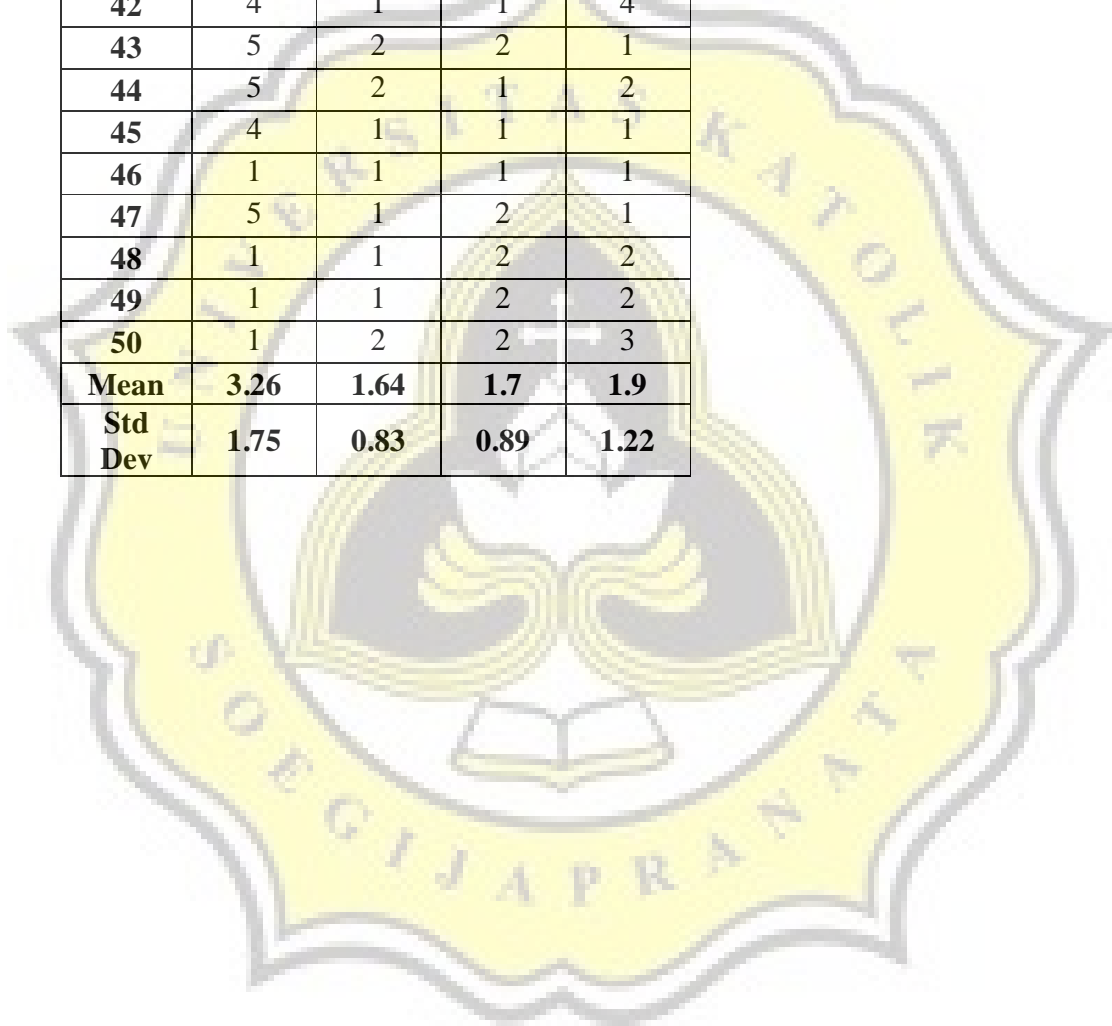 42 4 1 1 4
43 5 2 2 1
44 5 2 1 2
45 4 1 1 1
46 1 1 1 1
47 5 1 2 1
48 1 1 2 2
49 1 1 2 2
50 1 2 2 3
Mean 3.26 1.64 1.7 1.9
Std
Dev 1.75 0.83 0.89 1.22
UNIVERSITAS KATOLIK
SOEGIJAPRANATA